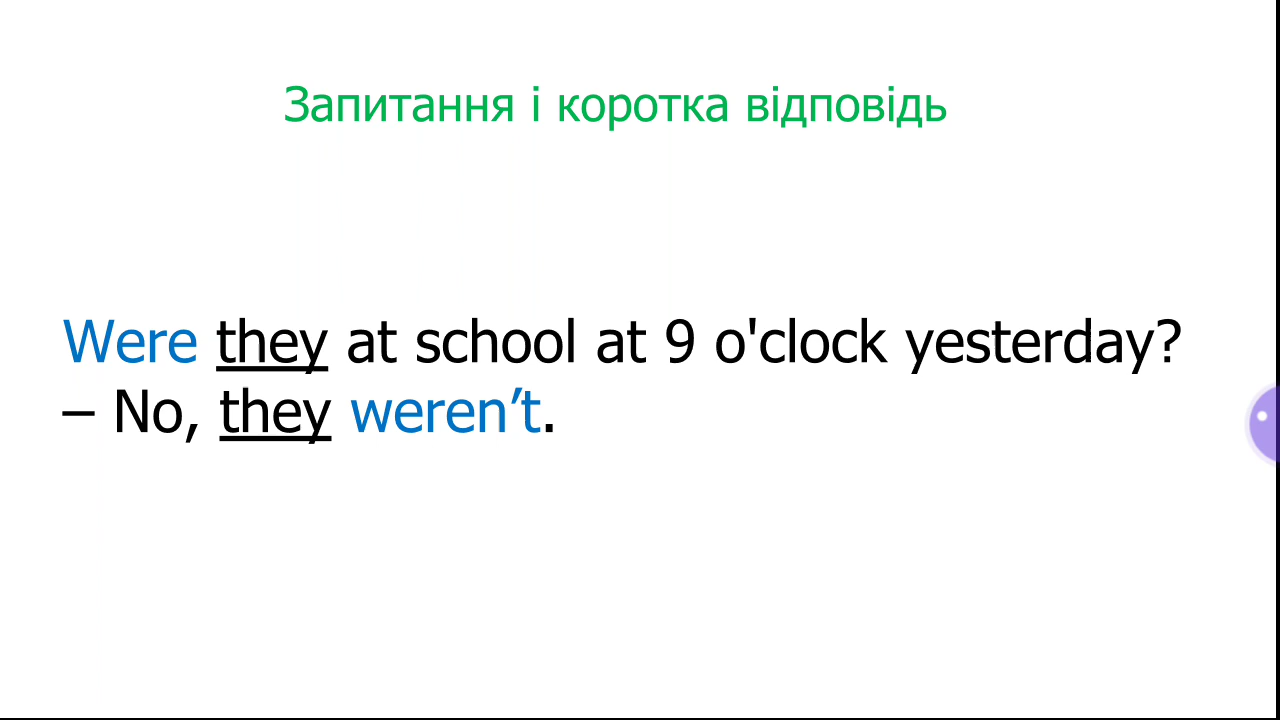 Запитання і коротка відповідь
Were they at school at 9 o'clock yesterday?
– No, they weren’t.